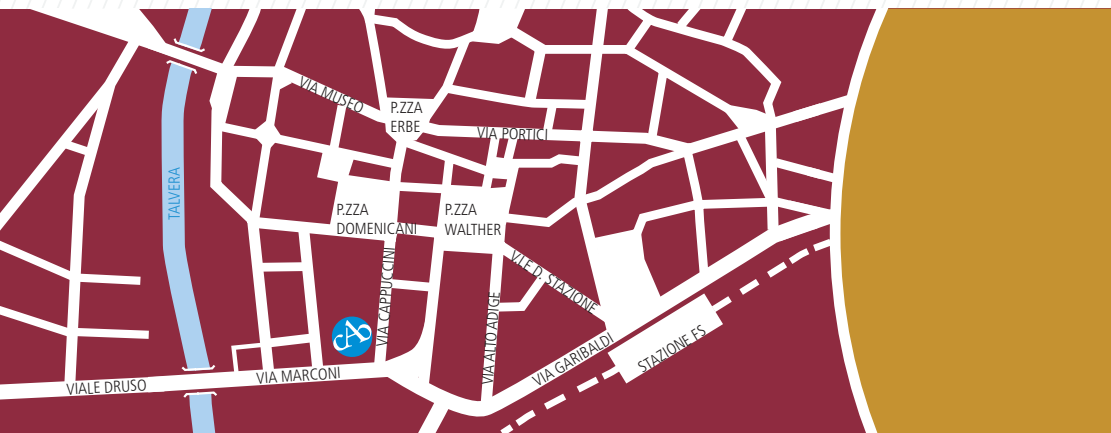 VIA MUSEO
P.ZZA
ERBE
VIA PORTICI
TALVERA
P.ZZA
DOMENICANI
P.ZZA
WALTHER
VIA CAPPUCCINI
V.LE D. STAZIONE
VIA ALTO ADIGE
VIA GARIBALDI
STAZIONE FS
VIALE DRUSO
VIA MARCONI